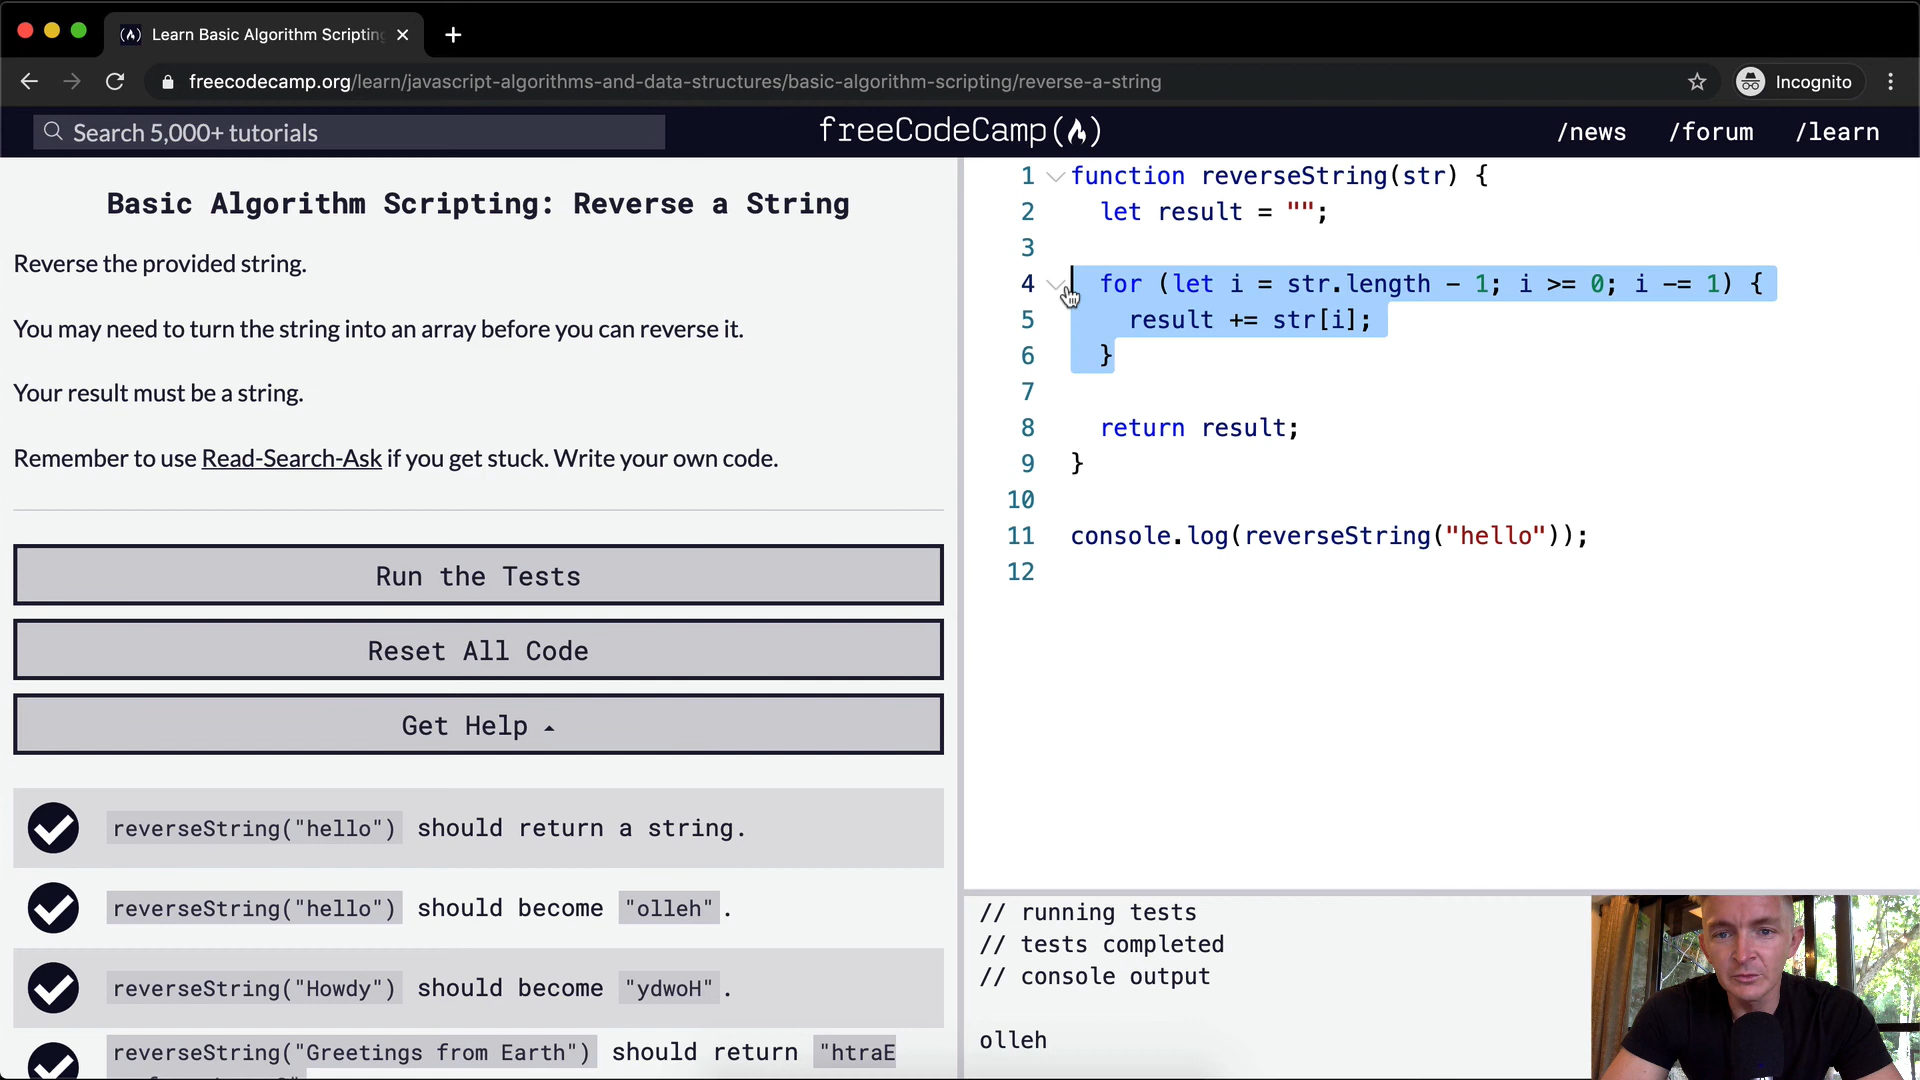 Learn Basic Algorithm Scripting
freecodecamp.org/learn/javascript-algorithms-and-data-structures/basic-algorithm-scripting/reverse-a-string
Incognito
Search 5,000+ tutorials
freeCodeCamp(🔥)
/news /forum /learn
Basic Algorithm Scripting: Reverse a String
Reverse the provided string.
You may need to turn the string into an array before you can reverse it.
Your result must be a string.
Remember to use Read-Search-Ask if you get stuck. Write your own code.
Run the Tests
Reset All Code
Get Help
reverseString("hello") should return a string.
reverseString("hello") should become "olleh".
reverseString("Howdy") should become "ydwoH".
reverseString("Greetings from Earth") should return "htraE
1 function reverseString(str) {
2   let result = "";
3
4   for (let i = str.length - 1; i >= 0; i -= 1) {
5     result += str[i];
6   }
7
8   return result;
9 }
10
11 console.log(reverseString("hello"));
12
// running tests
// tests completed
// console output
olleh